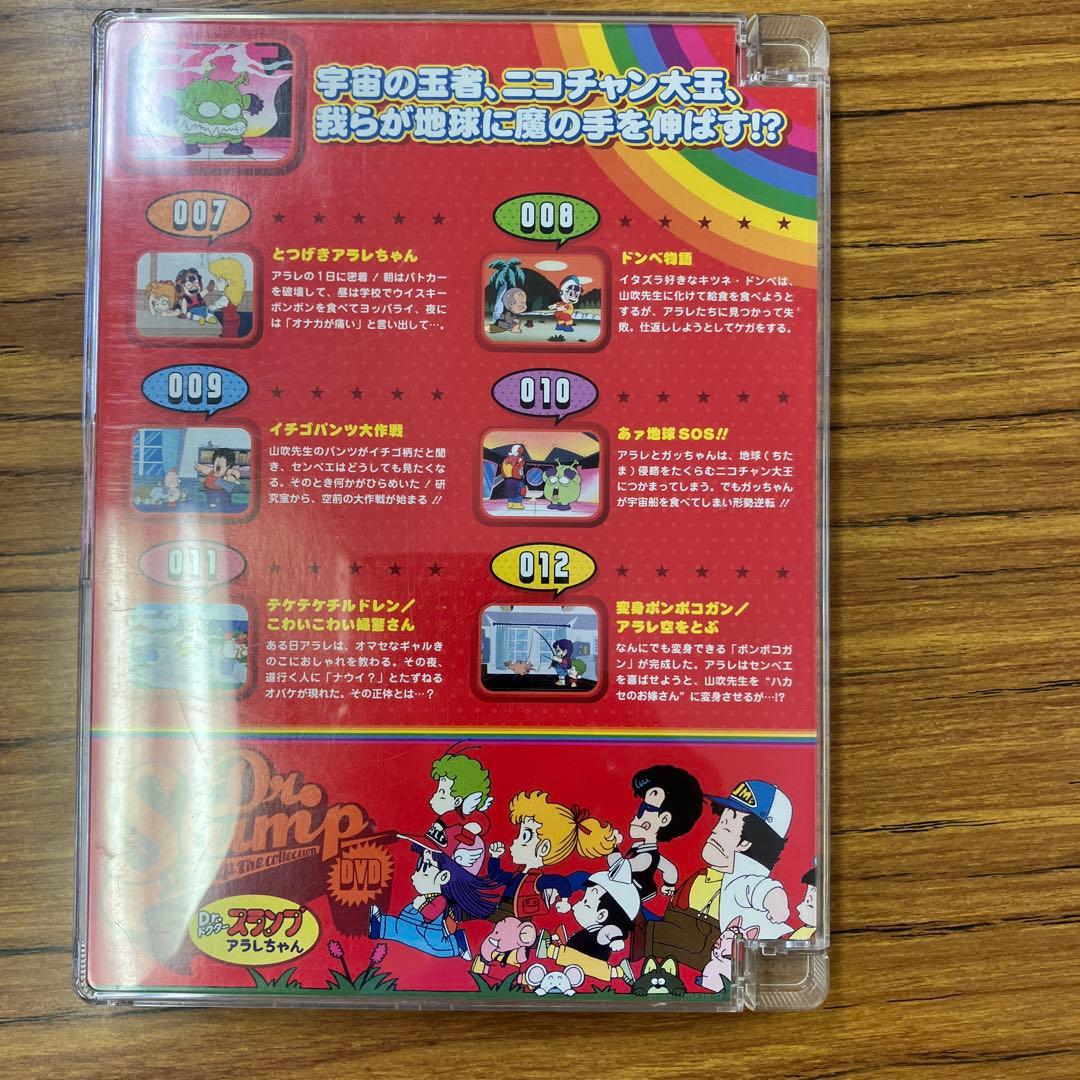 宇宙の王者、ニコチャン大王、
我らが地球に魔の手を伸ばす!?
007
とつげきアラレちゃん
アラレの1日に密着!朝はパトカー
を破壊して、昼は学校でウイスキー
ボンボンを食べてヨッパライ、夜に
は「オナカが痛い」と言い出して…。
008
ドンベ物語
イタズラ好きなキツネ・ドンベは、
山吹先生に化けて給食を食べようと
するが、アラレたちに見つかって失
敗。仕返ししようとしてケガをする。
009
イチゴパンツ大作戦
山吹先生のパンツがイチゴ柄だと聞
き、センベエはどうしても見たくな
る。そのとき何かがひらめいた!研
究室から、空前の大作戦が始まる!!
010
あァ地球SOS!!
アラレとガッちゃんは、地球(ちた
ま)侵略をたくらむニコチャン大王
につかまってしまう。でもガッちゃん
が宇宙船を食べてしまい形勢逆転!!
011
テケテケチルドレン/
こわいこわい婦警さん
ある日アラレは、オマセなギャルき
のこにおしゃれを教わる。その夜、
道行く人に「ナウイ?」とたずねる
オバケが現れた。その正体とは…?
012
変身ポンポコガン/
アラレ空をとぶ
なんにでも変身できる「ポンポコガ
ン」が完成した。アラレはセンベエ
を喜ばせようと、山吹先生を"ハカ
セのお嫁さん"に変身させるが…!?
Dr.
Slump
The Collection
DVD
Dr.
ドクター
スランプ
アラレちゃん